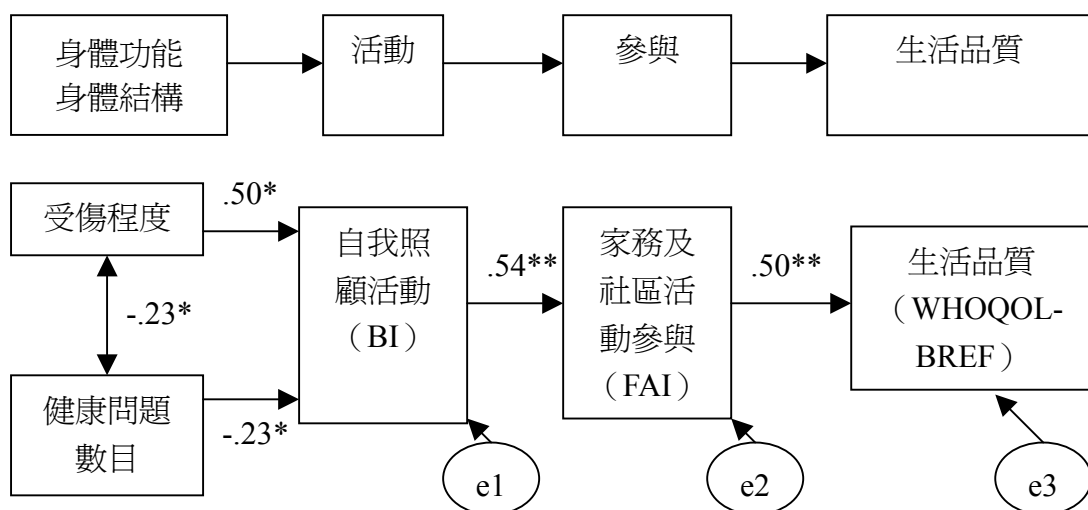 身體功能
身體結構
活動
參與
生活品質
受傷程度
.50*
-.23*
健康問題
數目
-.23*
自我照
顧活動
（BI）
.54**
家務及
社區活
動參與
（FAI）
.50**
生活品質
（WHOQOL-
BREF）
e1
e2
e3